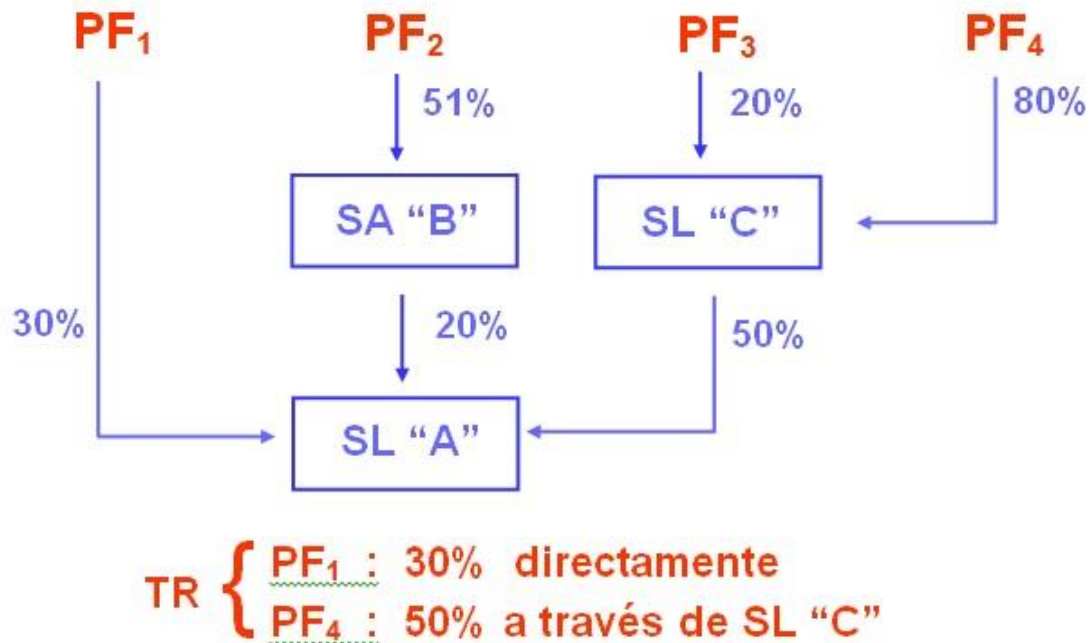 PF₁ PF₂ PF₃ PF₄
51% 20% 80%
SA “B” SL “C”
30% 20% 50%
SL “A”
TR { PF₁ : 30% directamente
PF₄ : 50% a través de SL “C”